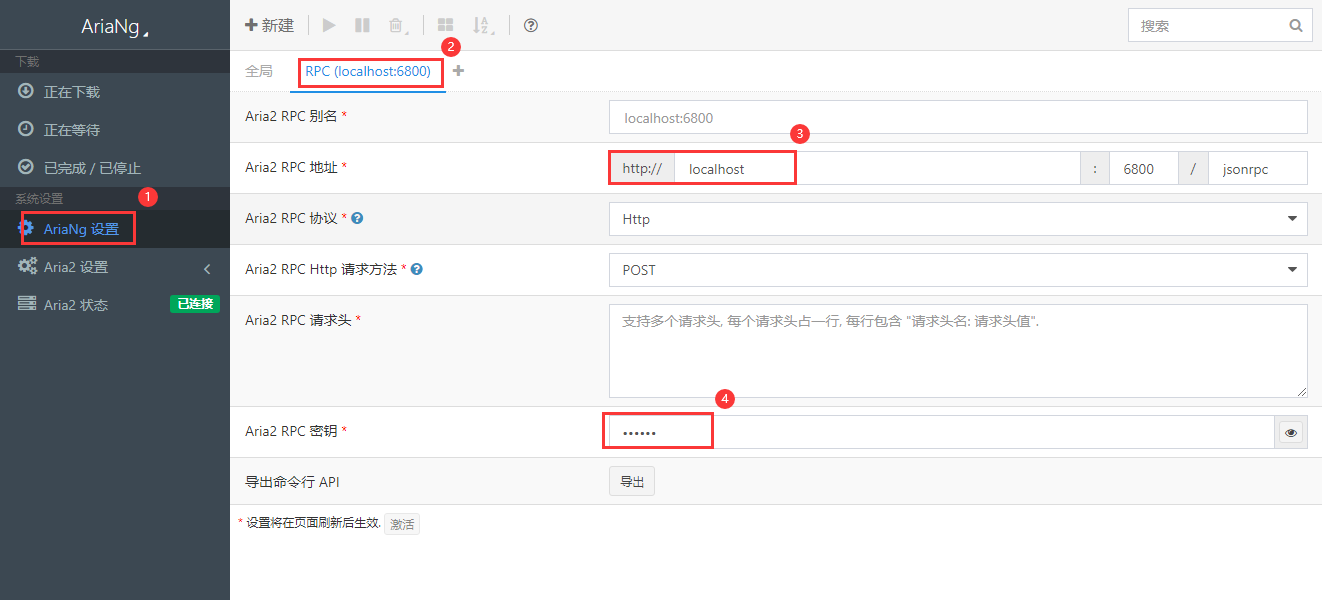 AriaNg
新建
搜索
下载
正在下载
正在等待
已完成 / 已停止
系统设置
1
AriaNg 设置
Aria2 设置
Aria2 状态
已连接
2
全局
RPC (localhost:6800)
Aria2 RPC 别名 *
localhost:6800
3
Aria2 RPC 地址 *
http:// localhost : 6800 / jsonrpc
Aria2 RPC 协议 *
Http
Aria2 RPC Http 请求方法 *
POST
Aria2 RPC 请求头 *
支持多个请求头, 每个请求头占一行, 每行包含 "请求头名: 请求头值".
4
Aria2 RPC 密钥 *
••••••
导出命令行 API
导出
* 设置将在页面刷新后生效.
激活